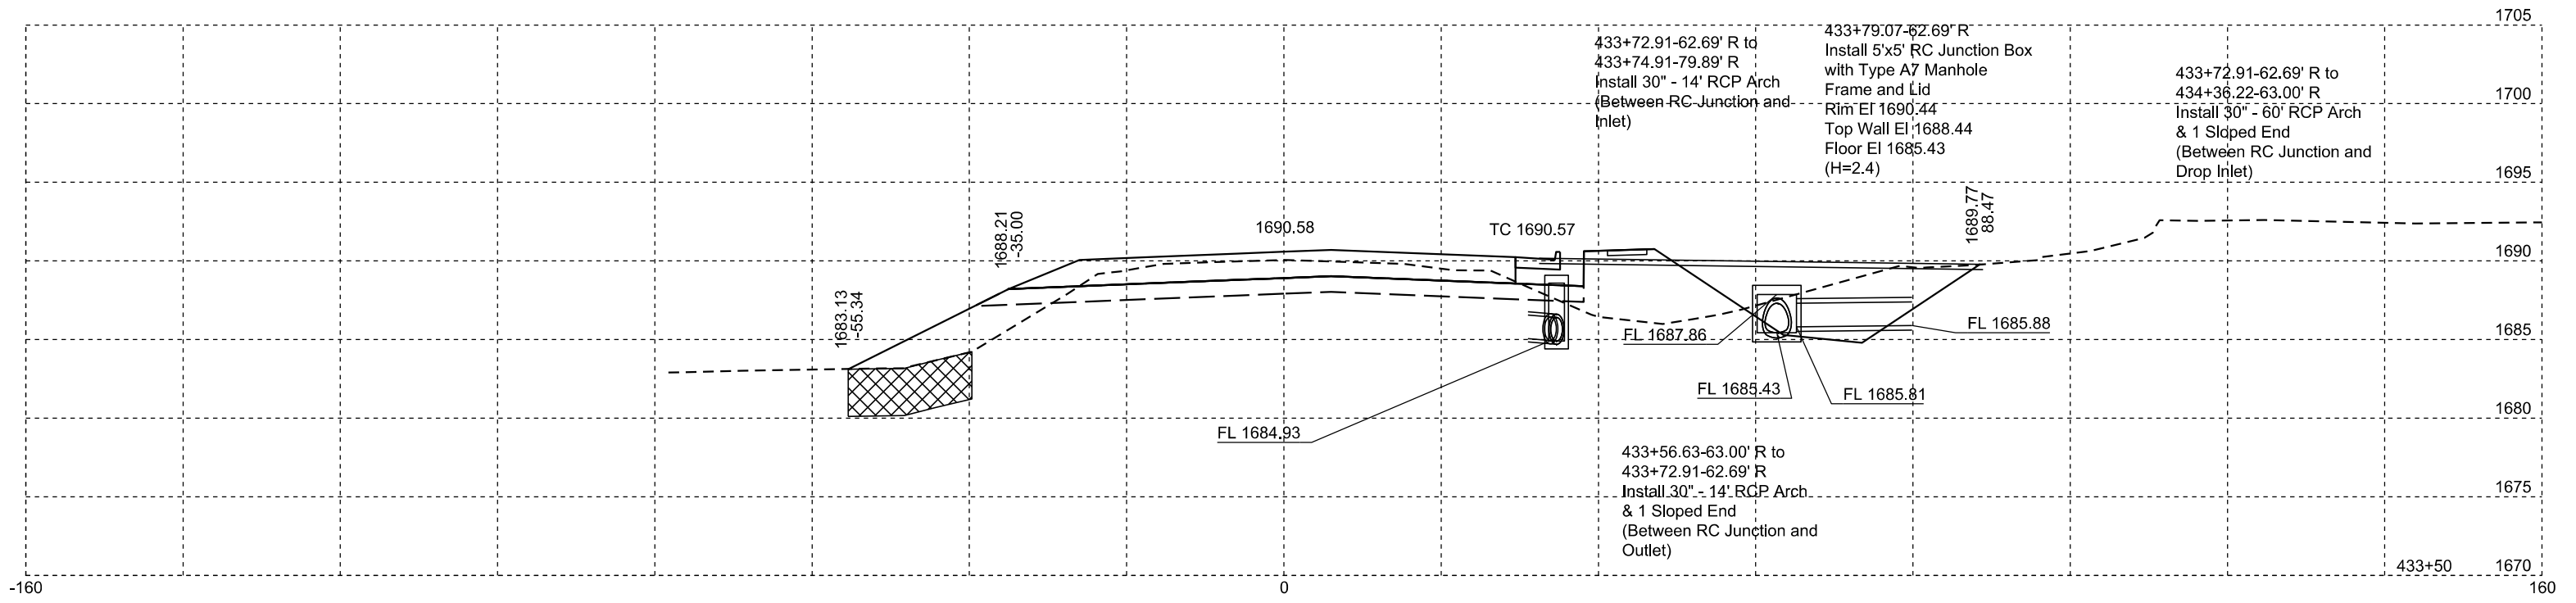 1705
433+72.91-62.69' R to
433+74.91-79.89' R
Install 30" - 14' RCP Arch
(Between RC Junction and
Inlet)
433+79.07-62.69' R
Install 5'x5' RC Junction Box
with Type A7 Manhole
Frame and Lid
Rim El 1690.44
Top Wall El 1688.44
Floor El 1685.43
(H=2.4)
433+72.91-62.69' R to
434+36.22-63.00' R
Install 30" - 60' RCP Arch
& 1 Sloped End
(Between RC Junction and
Drop Inlet)
1700
1695
1688.21
-35.00
1690.58
TC 1690.57
1689.77
88.47
1690
1683.13
-55.34
FL 1687.86
FL 1685.88
1685
FL 1685.43
FL 1685.81
1680
FL 1684.93
433+56.63-63.00' R to
433+72.91-62.69' R
Install 30" - 14' RCP Arch
& 1 Sloped End
(Between RC Junction and
Outlet)
1675
433+50
1670
-160
0
160